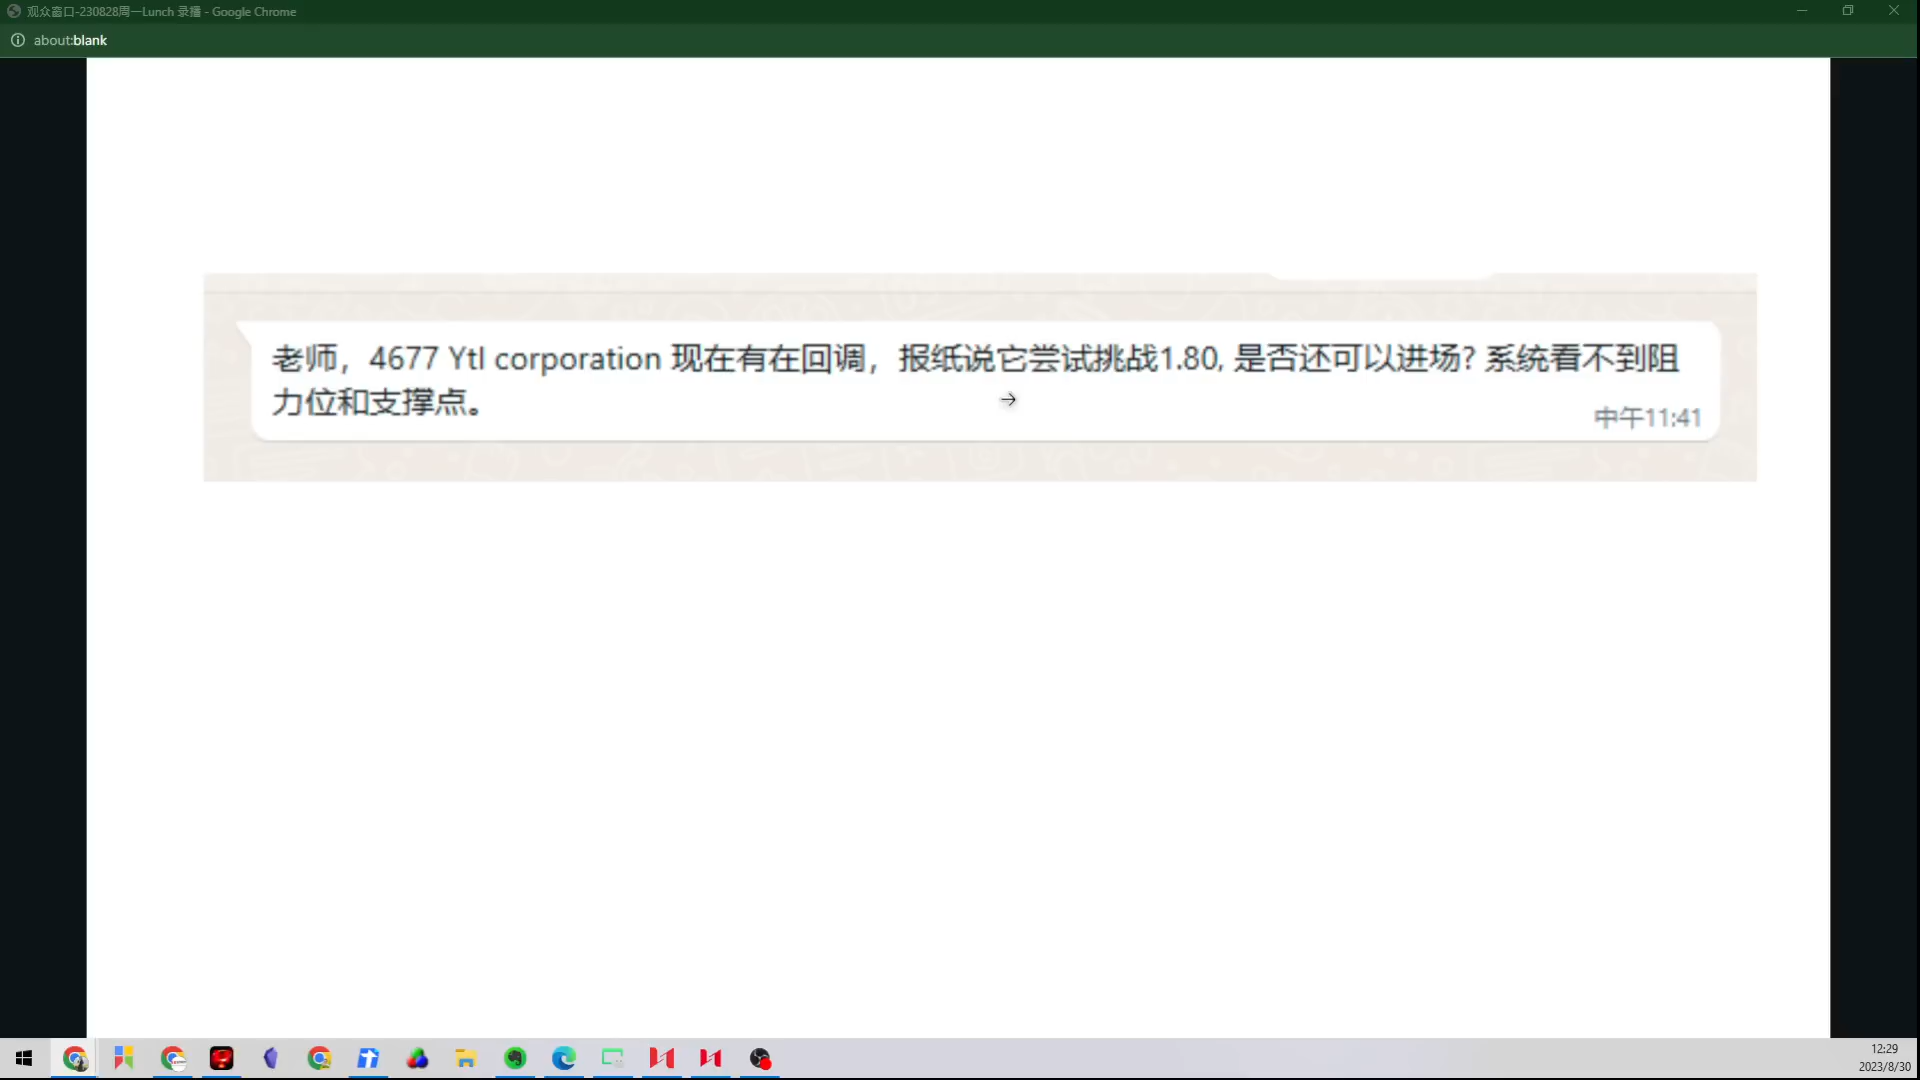 观众窗口-230828周一Lunch 录播 - Google Chrome
about:blank
老师，4677 Ytl corporation 现在有在回调，报纸说它尝试挑战1.80, 是否还可以进场? 系统看不到阻
力位和支撑点。
中午11:41
12:29
2023/8/30